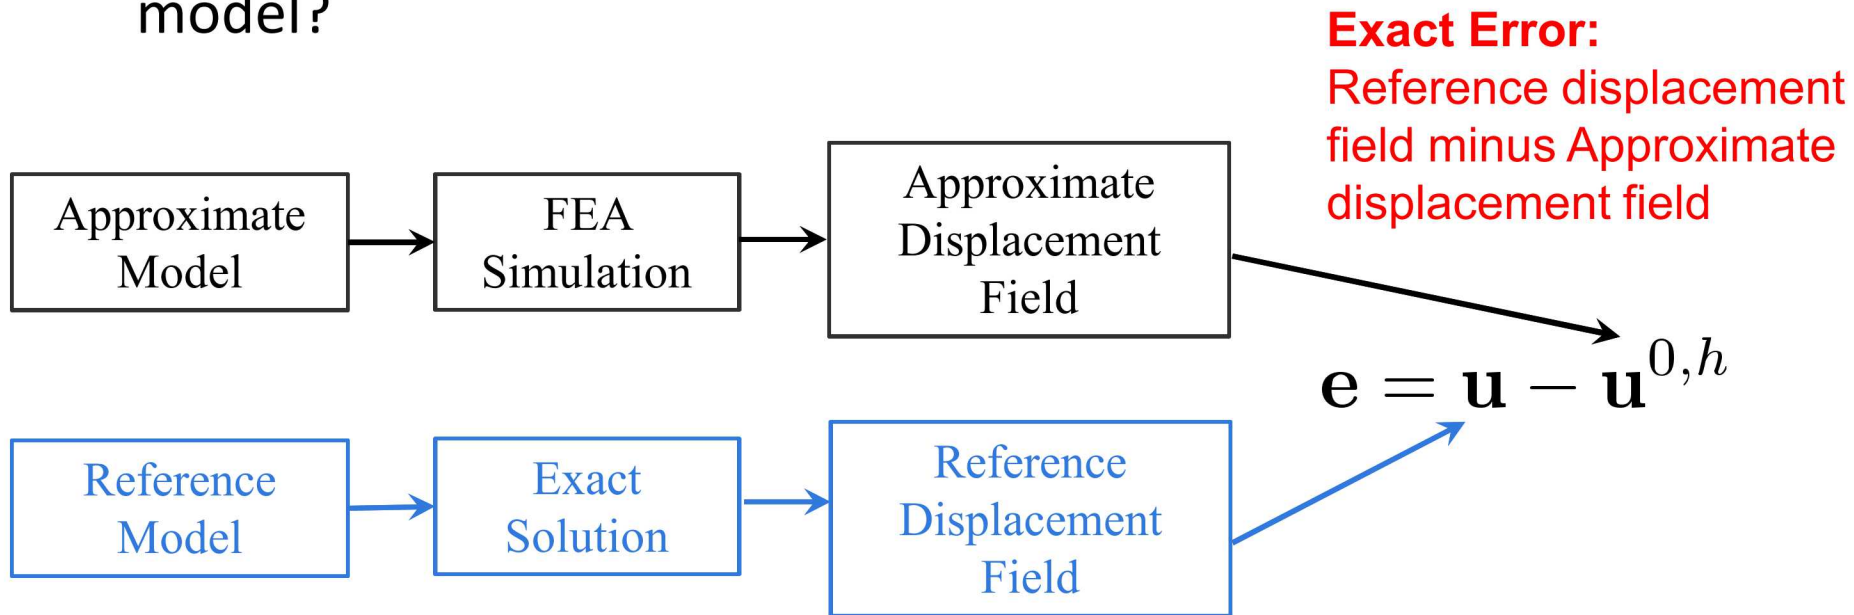 model?
Exact Error:
Reference displacement
field minus Approximate
displacement field
Approximate
Model
FEA
Simulation
Approximate
Displacement
Field
e = u − u^{0,h}
Reference
Model
Exact
Solution
Reference
Displacement
Field